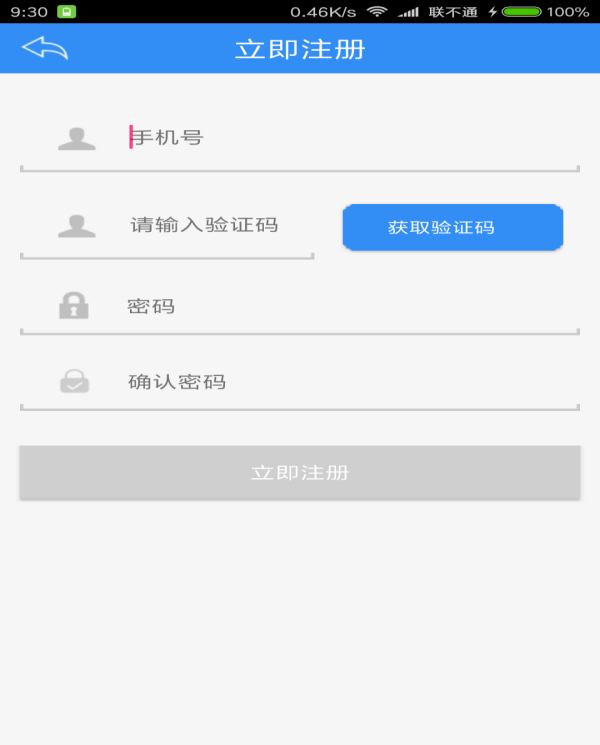 9:30 0.46K/s 联不通 100%
立即注册
手机号
请输入验证码 获取验证码
密码
确认密码
立即注册